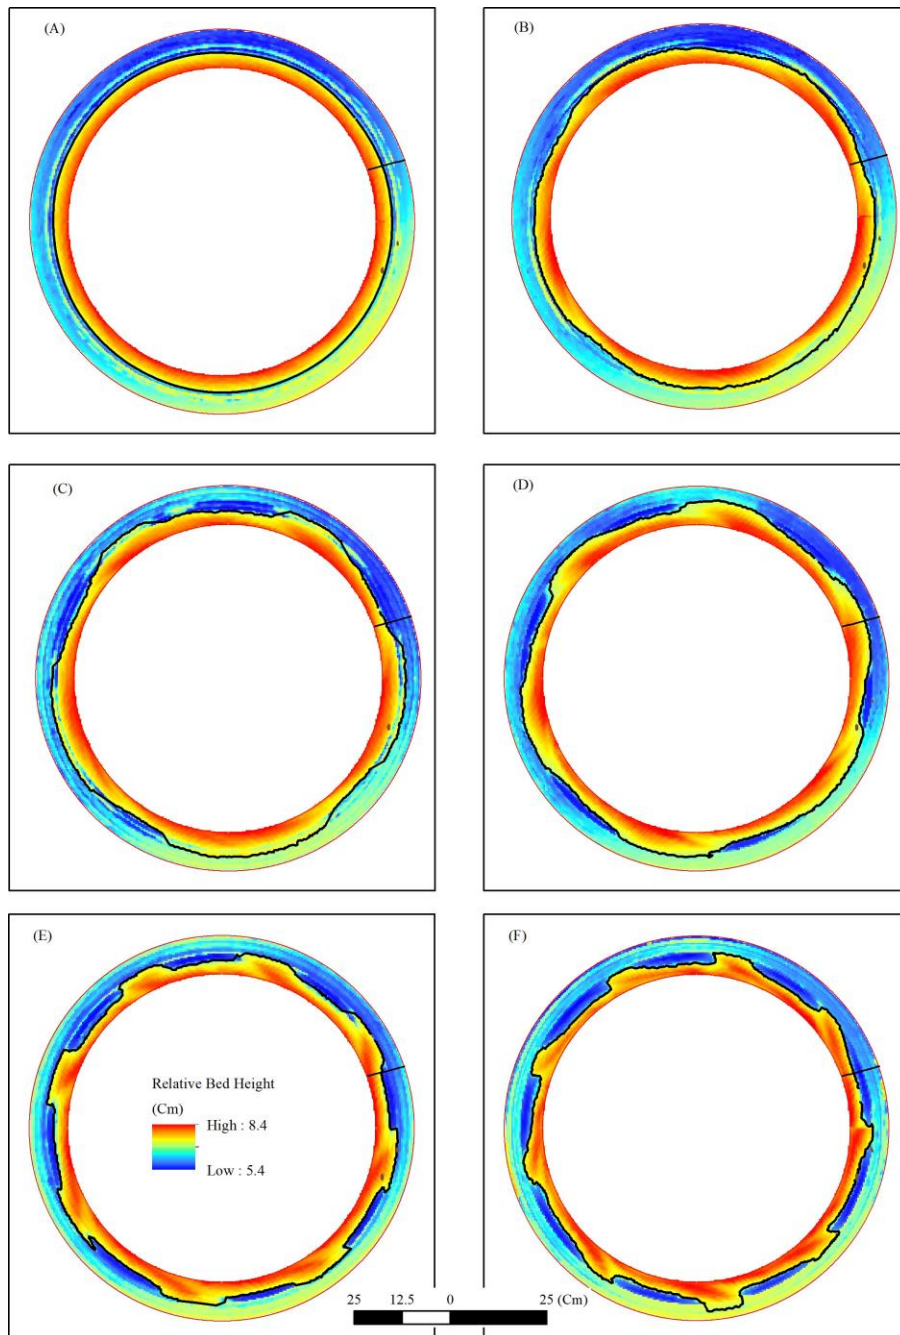 (A)
(B)
(C)
(D)
(E)
(F)
Relative Bed Height
(Cm)
High : 8.4
Low : 5.4
25 12.5 0 25 (Cm)